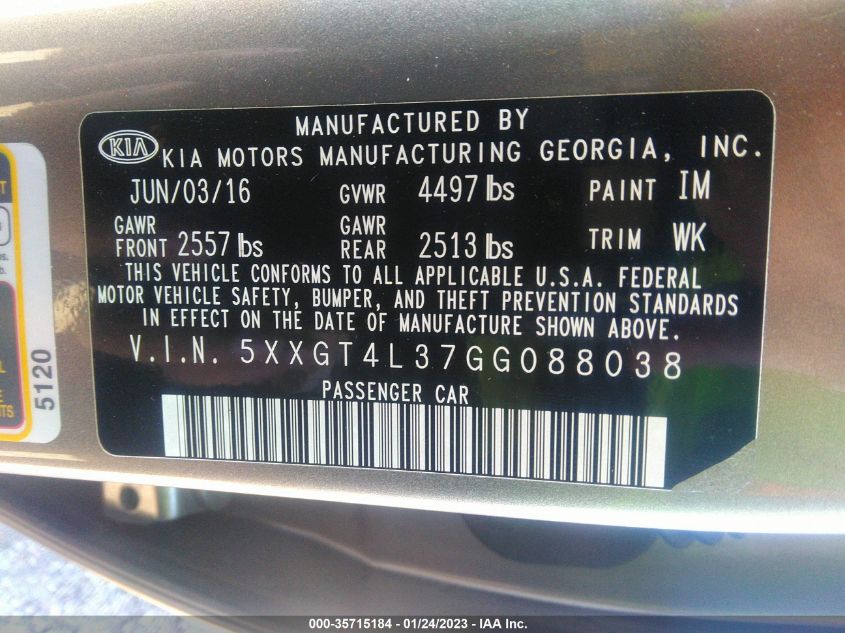 MANUFACTURED BY
KIA KIA MOTORS MANUFACTURING GEORGIA, INC.
JUN/03/16 GVWR 4497 lbs PAINT IM
GAWR FRONT 2557 lbs GAWR REAR 2513 lbs TRIM WK
THIS VEHICLE CONFORMS TO ALL APPLICABLE U.S.A. FEDERAL
MOTOR VEHICLE SAFETY, BUMPER, AND THEFT PREVENTION STANDARDS
IN EFFECT ON THE DATE OF MANUFACTURE SHOWN ABOVE.
V.I.N. 5XXGT4L37GG088038
PASSENGER CAR
5120
000-35715184 - 01/24/2023 - IAA Inc.